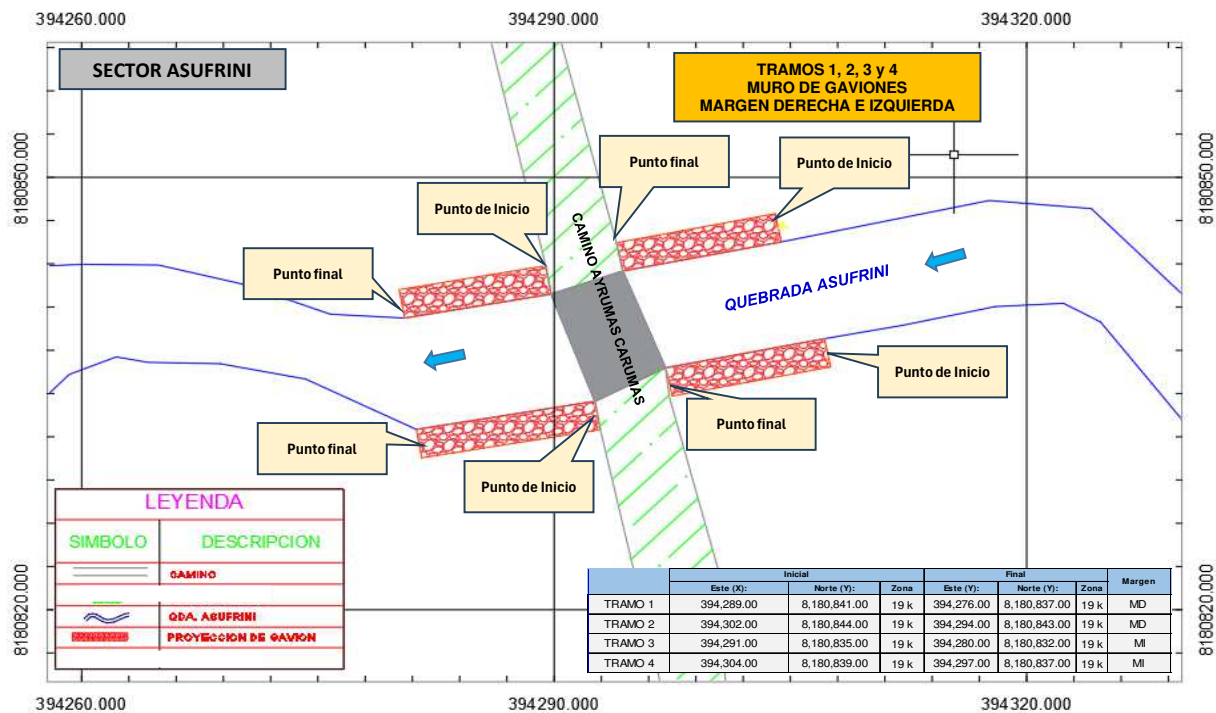 394260.000
394290.000
394320.000
SECTOR ASUFRINI
TRAMOS 1, 2, 3 y 4
MURO DE GAVIONES
MARGEN DERECHA E IZQUIERDA
8180850.000
8180850.000
Punto final
Punto de Inicio
Punto de Inicio
Punto final
CAMINO AYRUMAS CARUMAS
QUEBRADA ASUFRINI
Punto de Inicio
Punto final
Punto final
Punto de Inicio
LEYENDA
SIMBOLO DESCRIPCION
CAMINO
QDA. ASUFRINI
PROYECCION DE GAVION
8180820.000
8180820.000
Inicial Final Margen
Este (X): Norte (Y): Zona Este (X): Norte (Y): Zona
TRAMO 1 394,289.00 8,180,841.00 19 k 394,276.00 8,180,837.00 19 k MD
TRAMO 2 394,302.00 8,180,844.00 19 k 394,294.00 8,180,843.00 19 k MD
TRAMO 3 394,291.00 8,180,835.00 19 k 394,280.00 8,180,832.00 19 k MI
TRAMO 4 394,304.00 8,180,839.00 19 k 394,297.00 8,180,837.00 19 k MI
394260.000
394290.000
394320.000